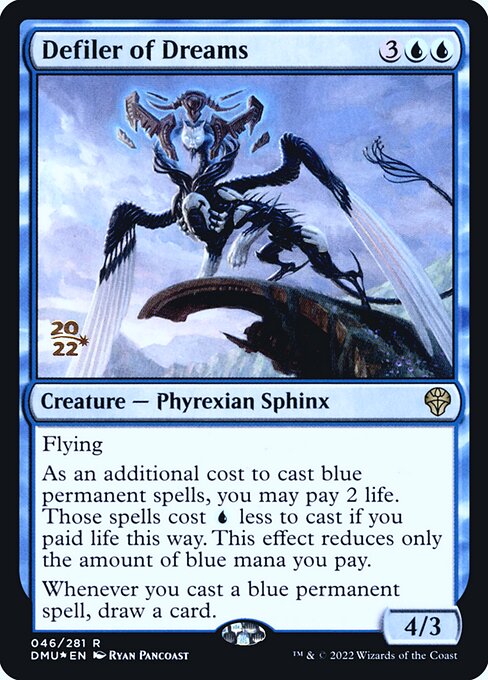 Defiler of Dreams 3
20
22
Creature — Phyrexian Sphinx
Flying
As an additional cost to cast blue
permanent spells, you may pay 2 life.
Those spells cost less to cast if you
paid life this way. This effect reduces only
the amount of blue mana you pay.
Whenever you cast a blue permanent
spell, draw a card.
4/3
046/281 R
DMU★EN Ryan Pancoast ™ & © 2022 Wizards of the Coast